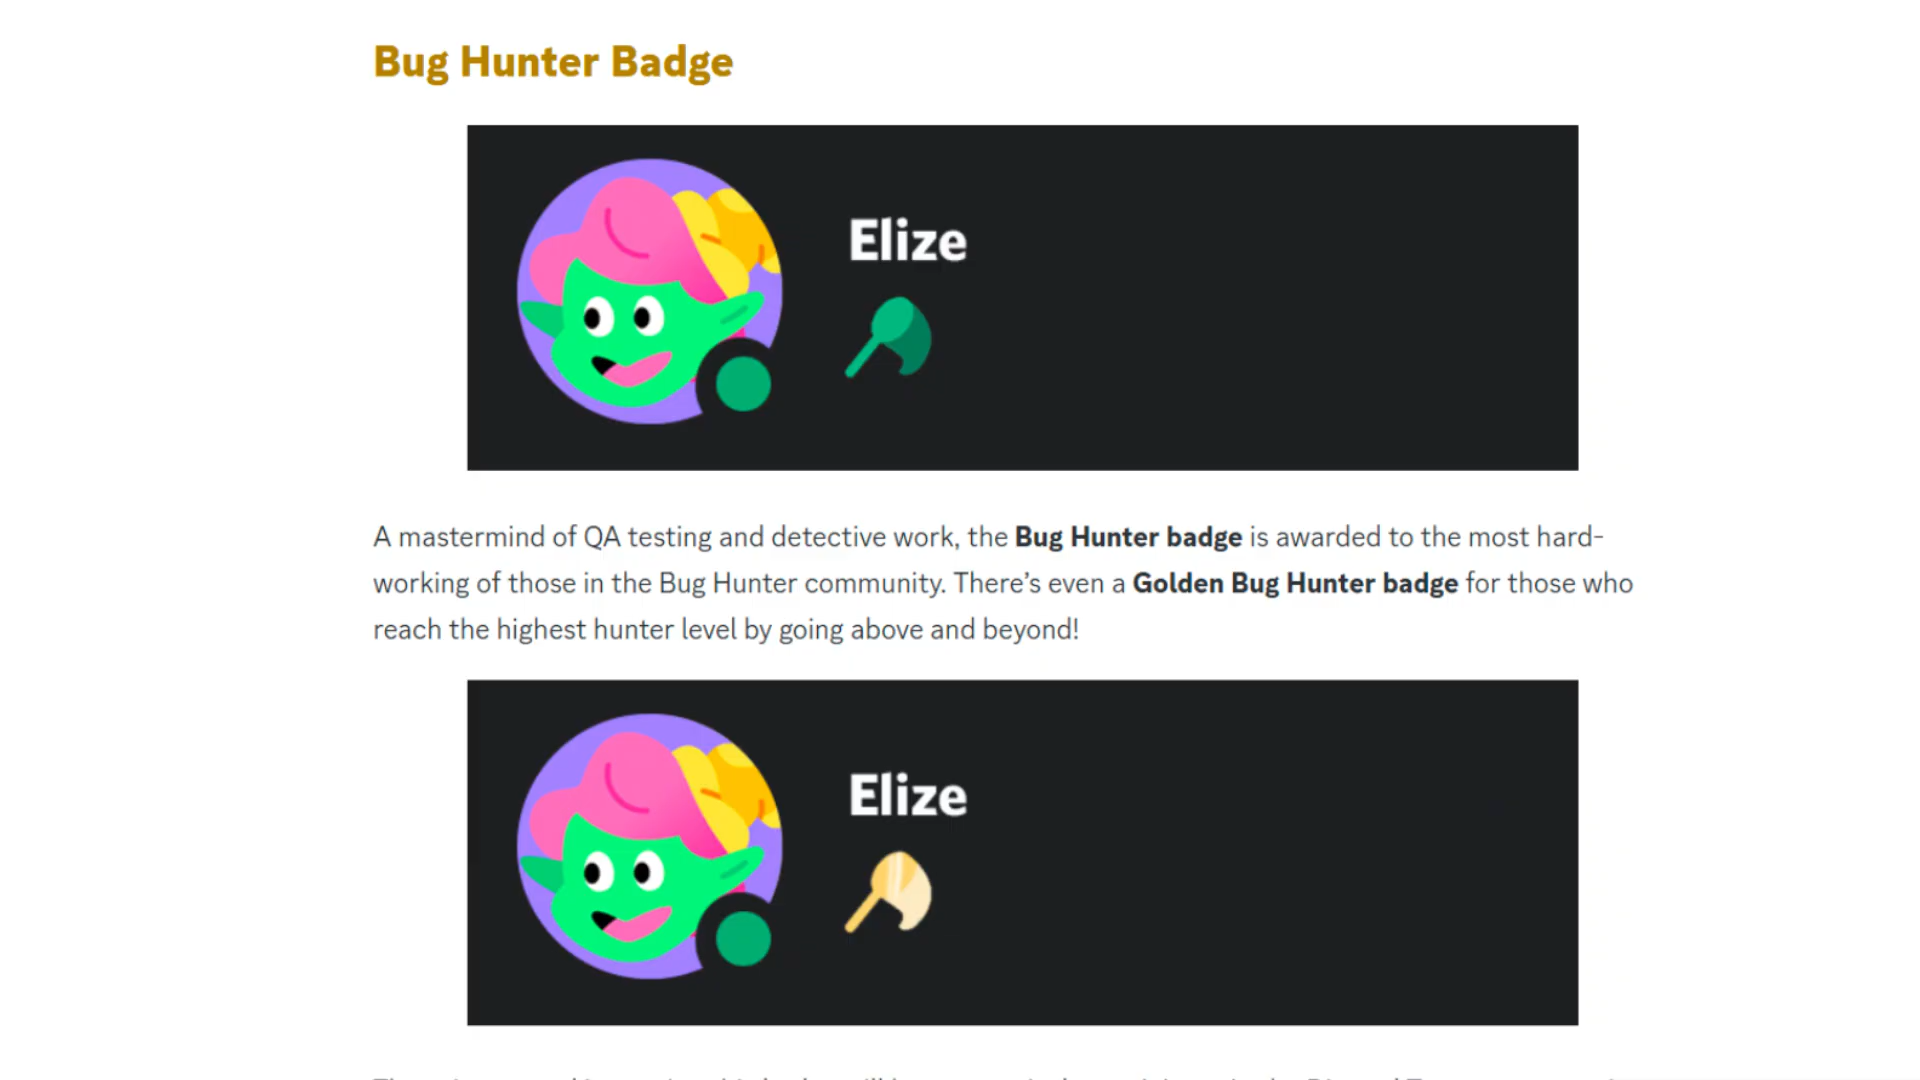 Bug Hunter Badge
Elize
A mastermind of QA testing and detective work, the Bug Hunter badge is awarded to the most hard-
working of those in the Bug Hunter community. There’s even a Golden Bug Hunter badge for those who
reach the highest hunter level by going above and beyond!
Elize